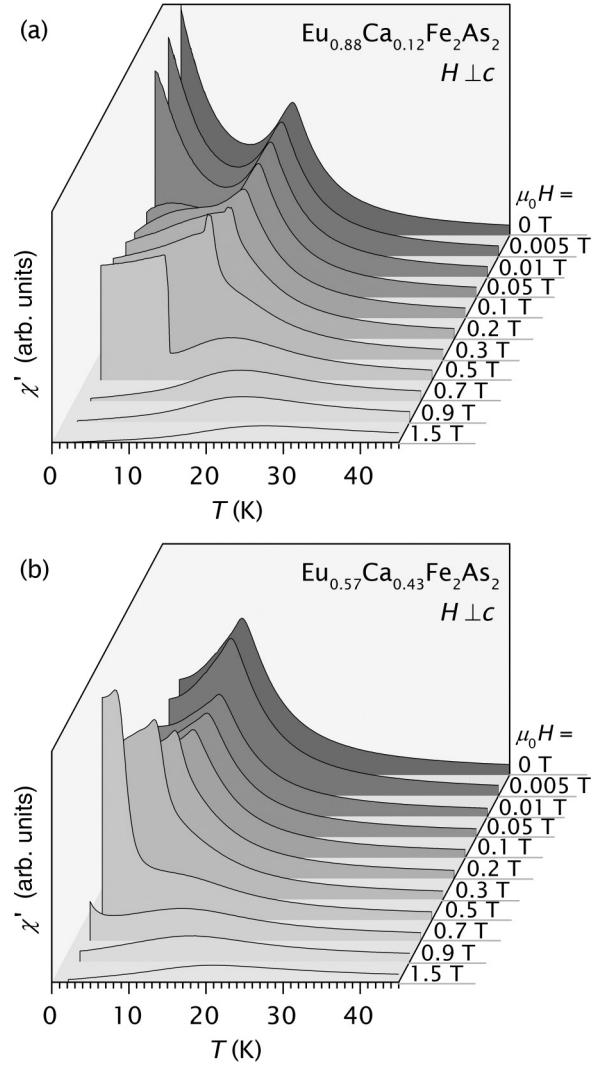 (a)
Eu0.88Ca0.12Fe2As2
H ⊥ c
μ0H =
0 T
0.005 T
0.01 T
0.05 T
0.1 T
0.2 T
0.3 T
0.5 T
0.7 T
0.9 T
1.5 T
χ' (arb. units)
0 10 20 30 40
T (K)
(b)
Eu0.57Ca0.43Fe2As2
H ⊥ c
μ0H =
0 T
0.005 T
0.01 T
0.05 T
0.1 T
0.2 T
0.3 T
0.5 T
0.7 T
0.9 T
1.5 T
χ' (arb. units)
0 10 20 30 40
T (K)